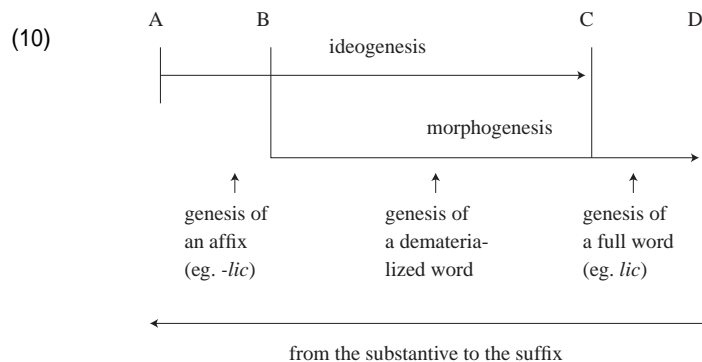 (10)
A B C D
ideogenesis
morphogenesis
genesis of
an affix
(eg. -lic)
genesis of
a demateria-
lized word
genesis of
a full word
(eg. lic)
from the substantive to the suffix